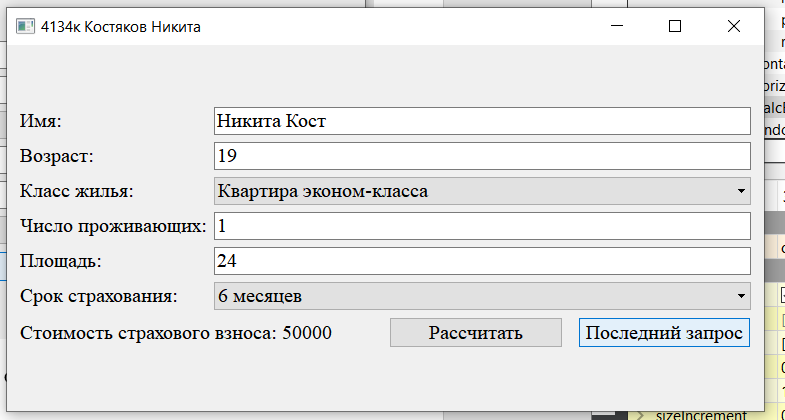 4134к Костяков Никита
Имя: Никита Кост
Возраст: 19
Класс жилья: Квартира эконом-класса
Число проживающих: 1
Площадь: 24
Срок страхования: 6 месяцев
Стоимость страхового взноса: 50000 Рассчитать Последний запрос
sizeIncrement